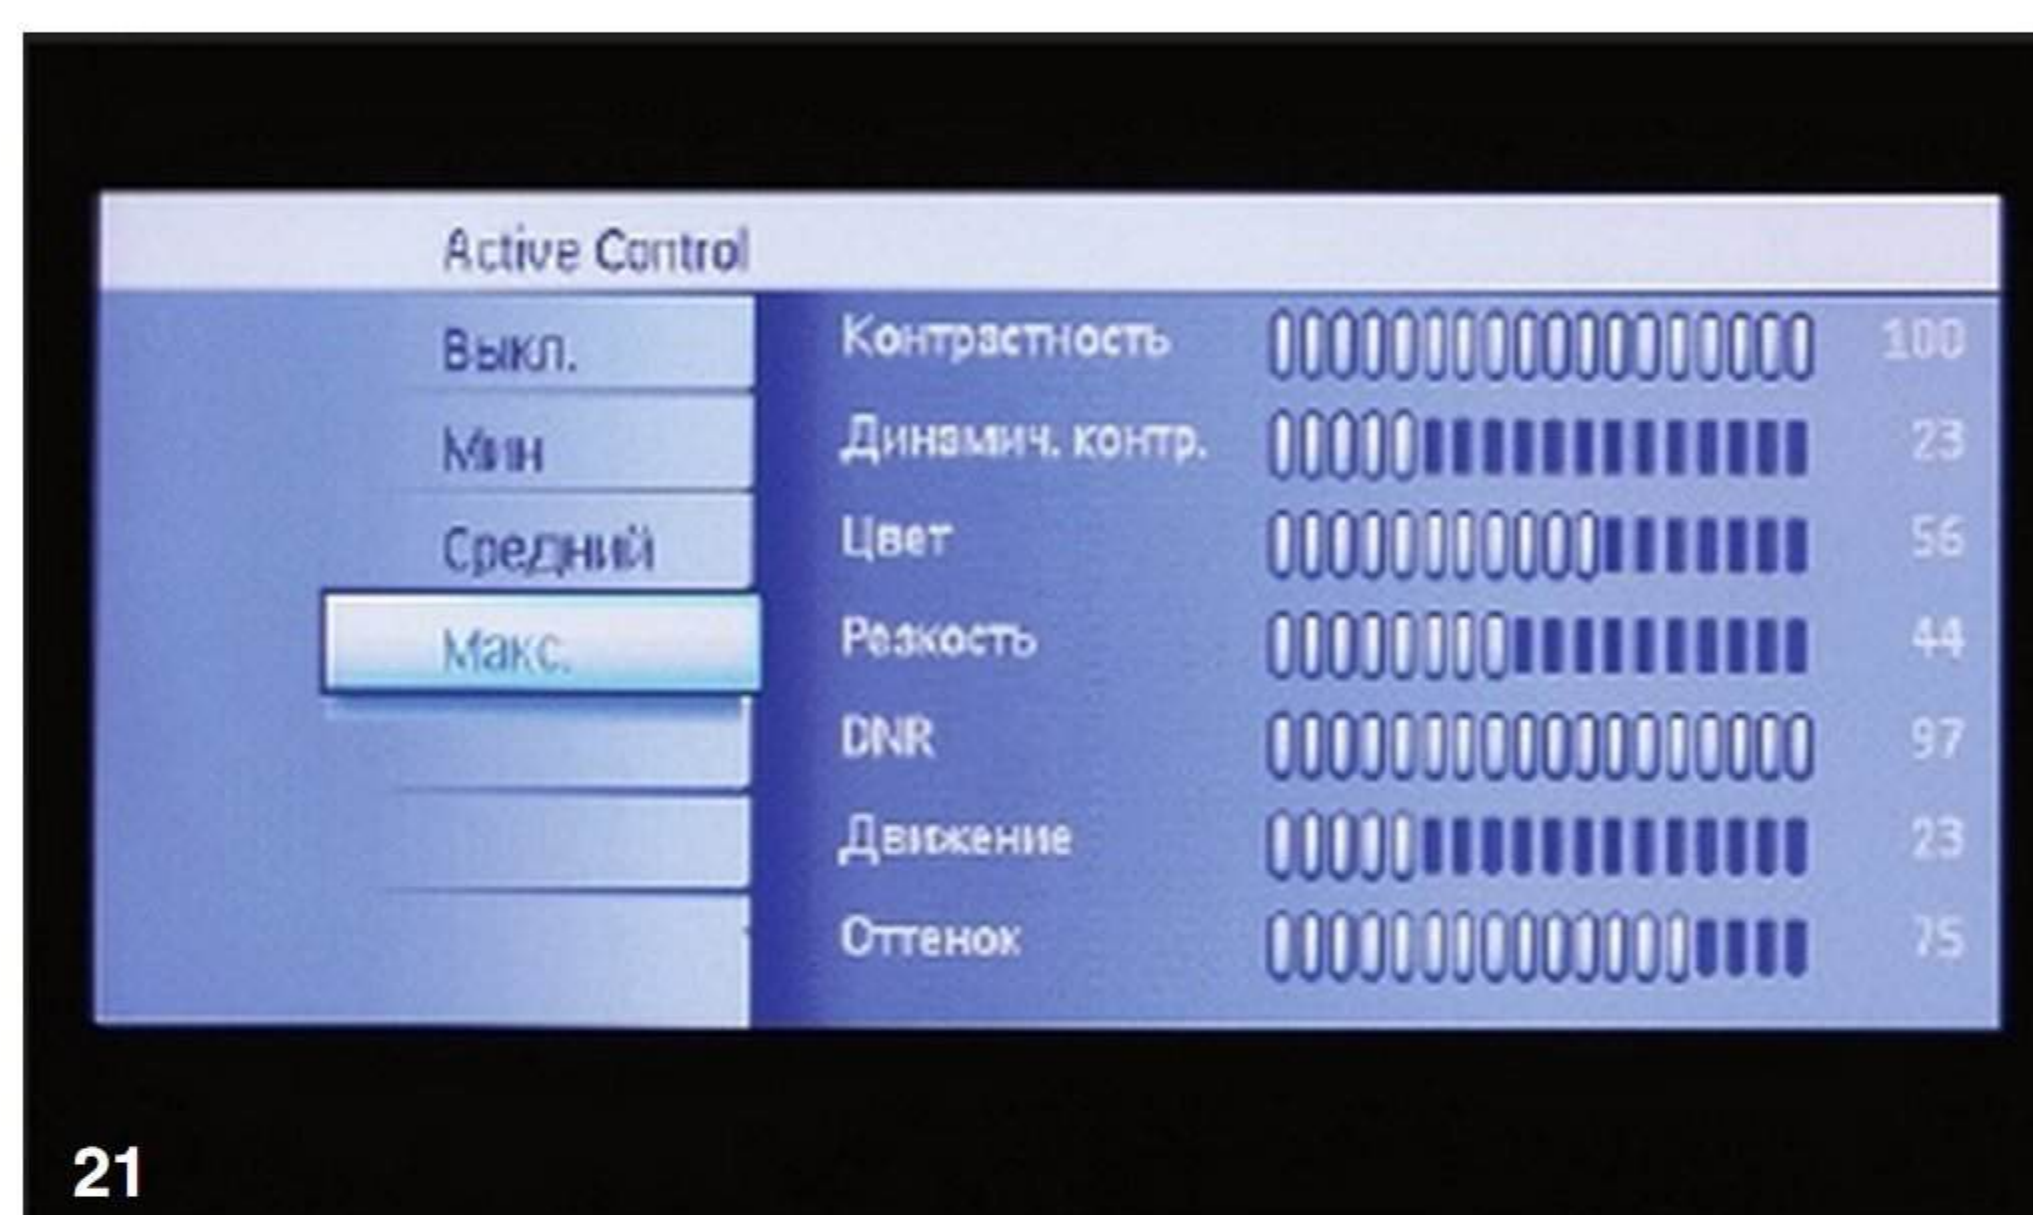 Active Control
Выкл.
Мин
Средний
Макс.
Контрастность 100
Динамич. контр. 23
Цвет 56
Резкость 44
DNR 97
Движение 23
Оттенок 75
21